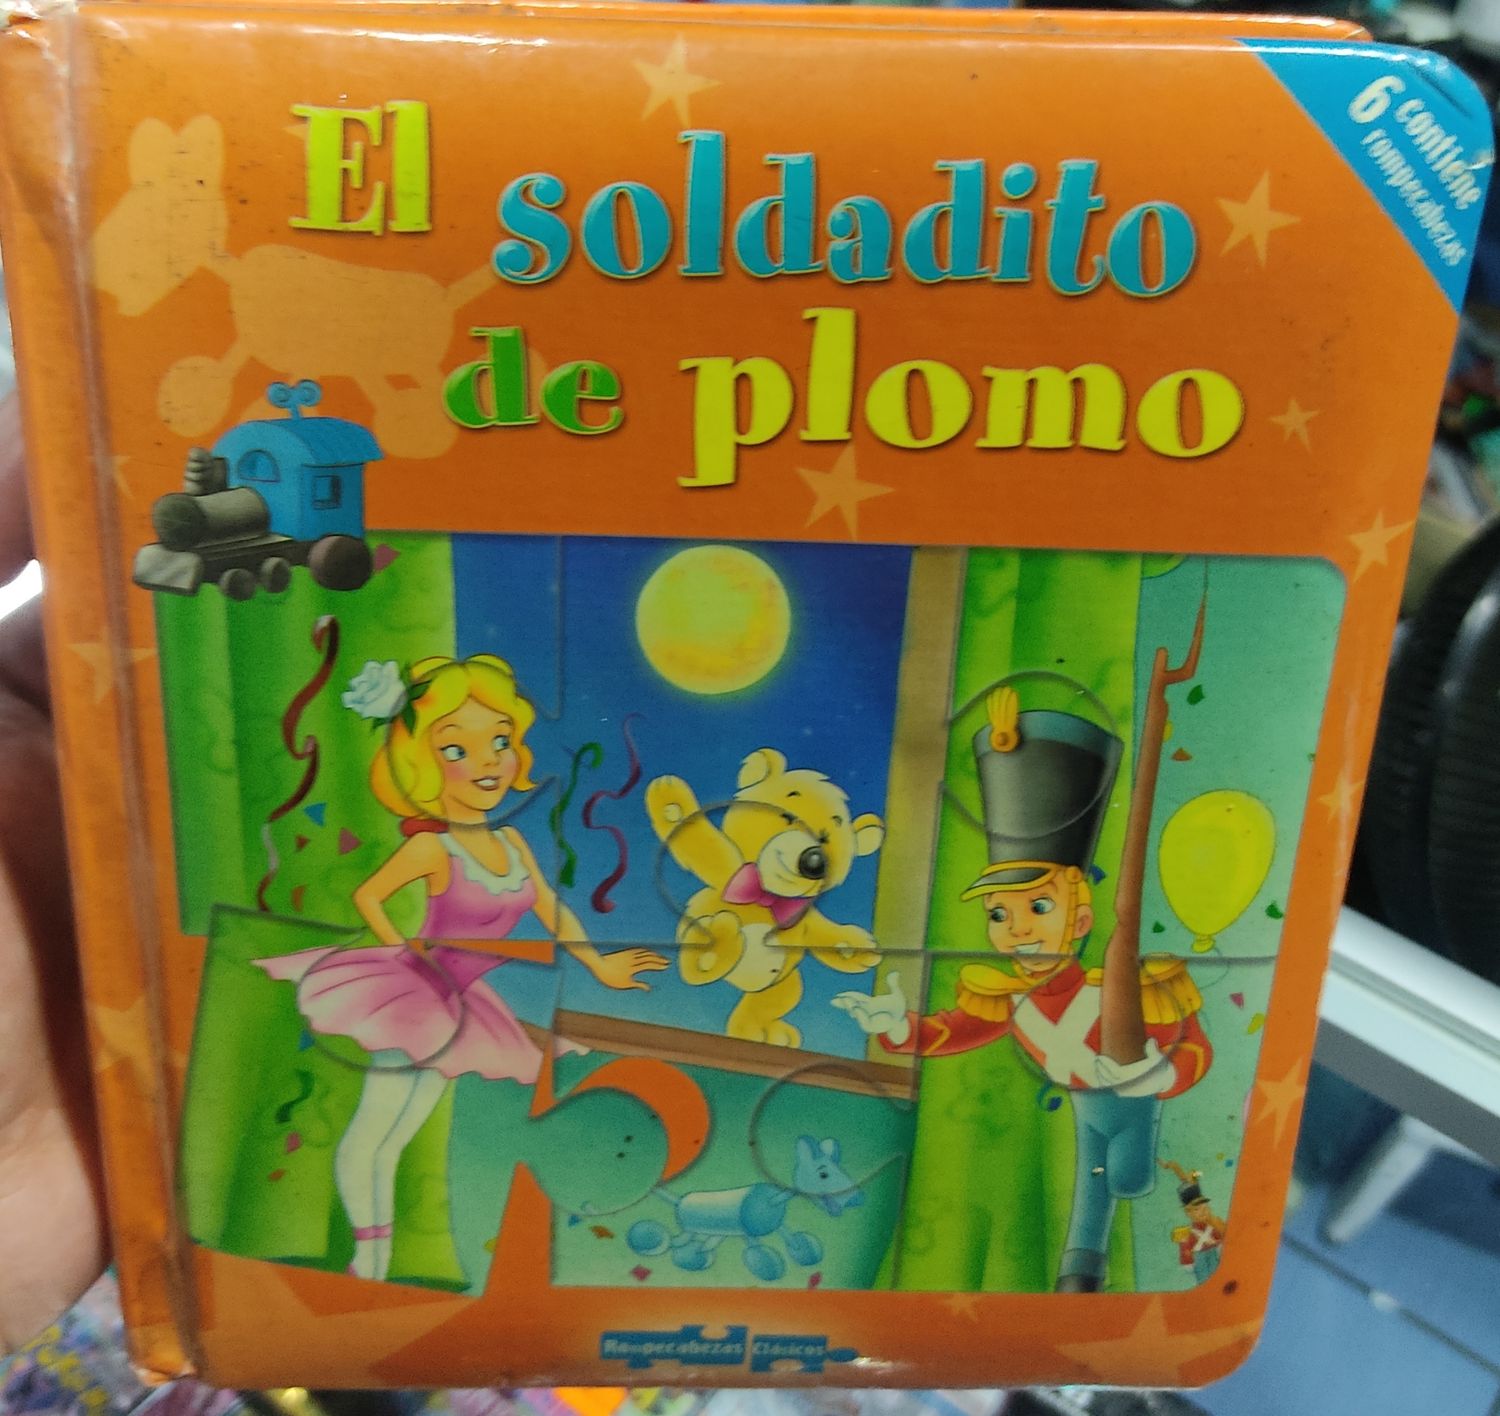 El soldadito
de plomo
contiene
6 rompecabezas
Rompecabezas Clásicos